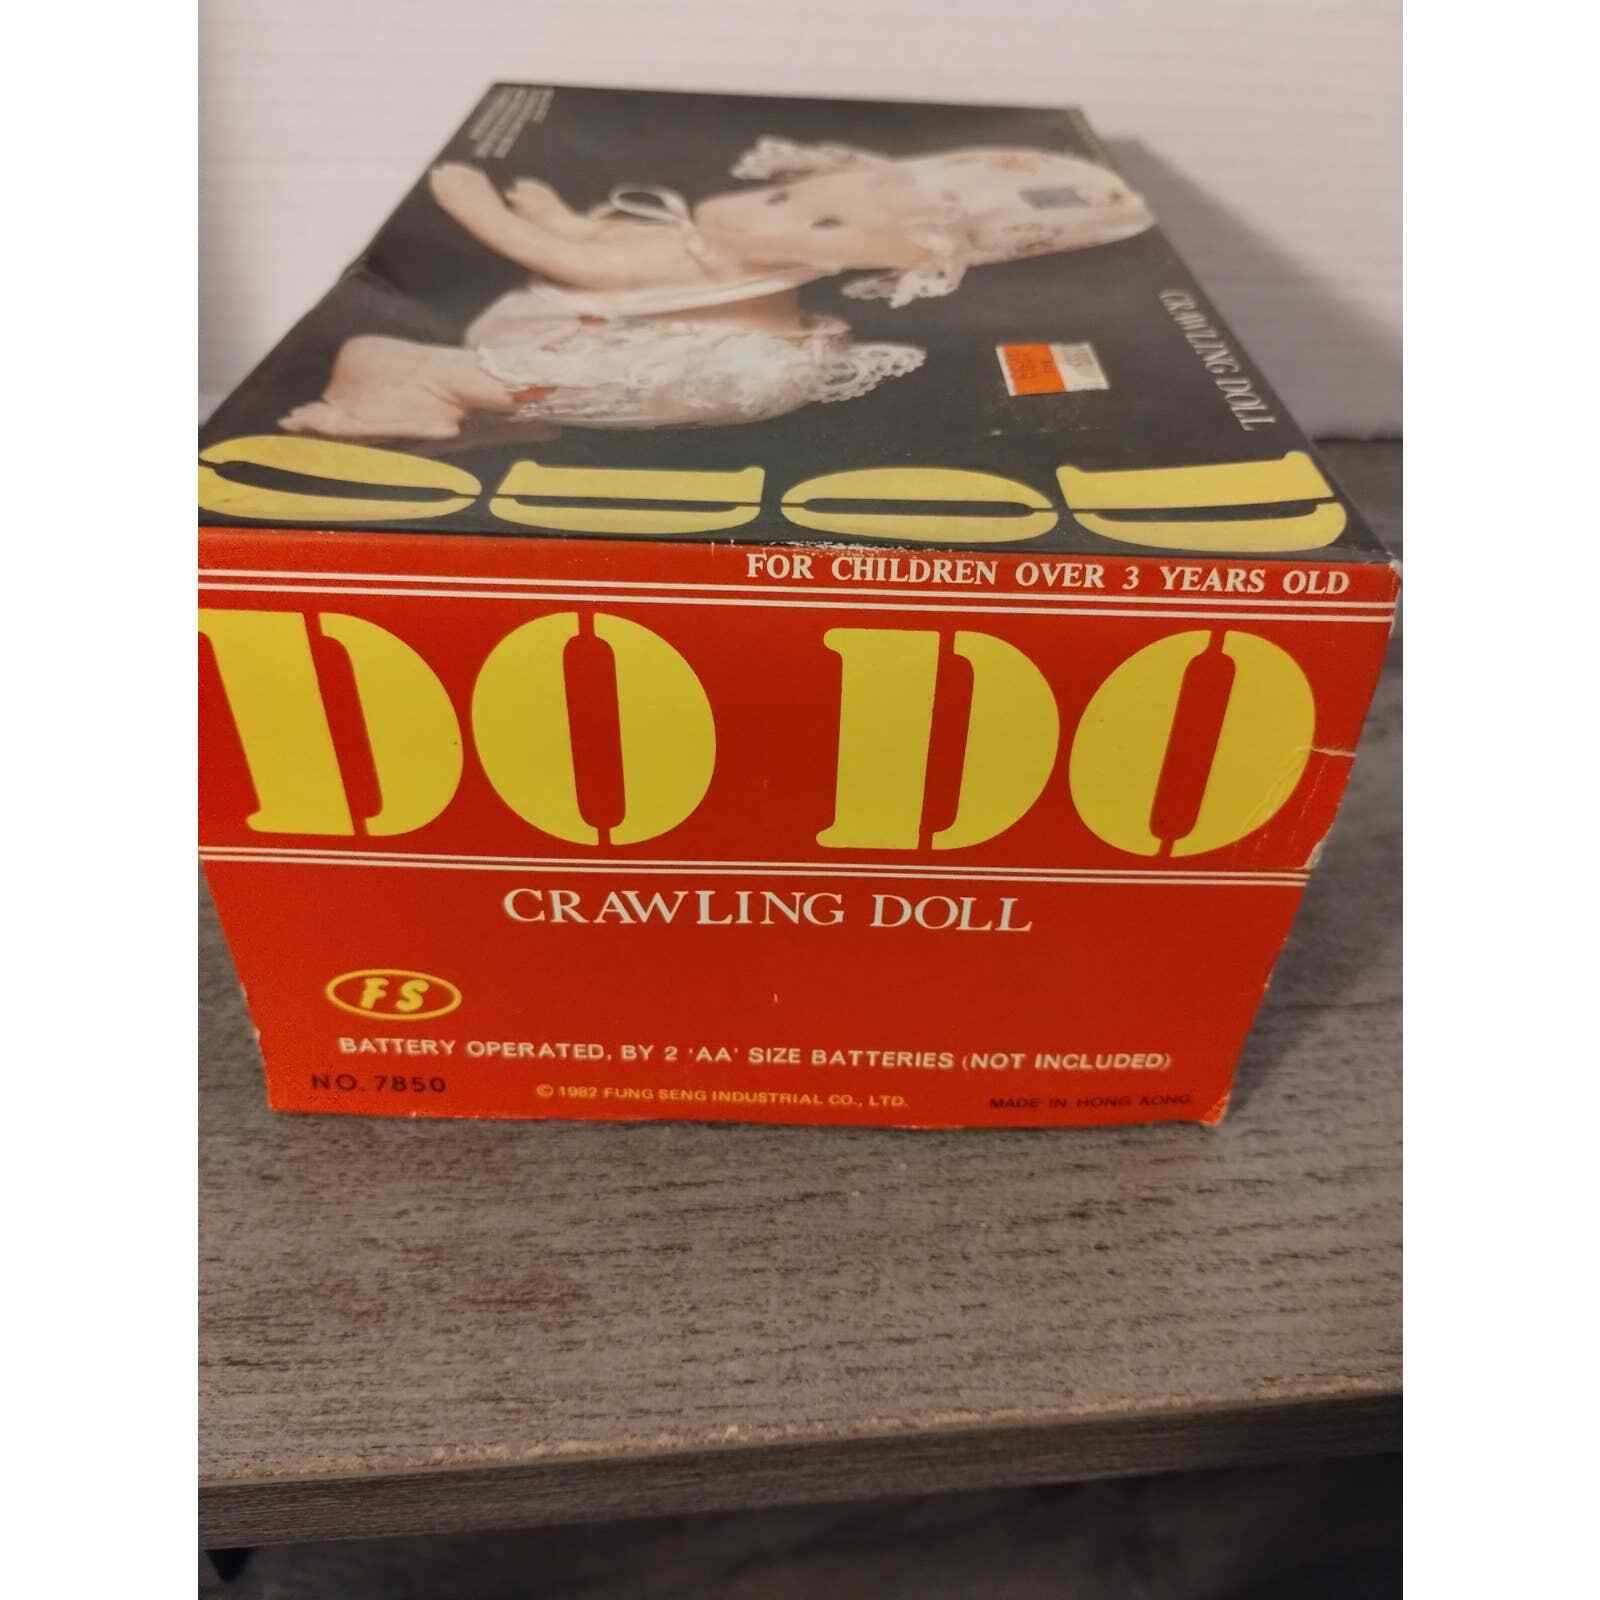 CRAWLING DOLL
DO DO
FOR CHILDREN OVER 3 YEARS OLD
DO DO
CRAWLING DOLL
FS
BATTERY OPERATED, BY 2 'AA' SIZE BATTERIES (NOT INCLUDED)
NO. 7850
© 1982 FUNG SENG INDUSTRIAL CO., LTD.
MADE IN HONG KONG